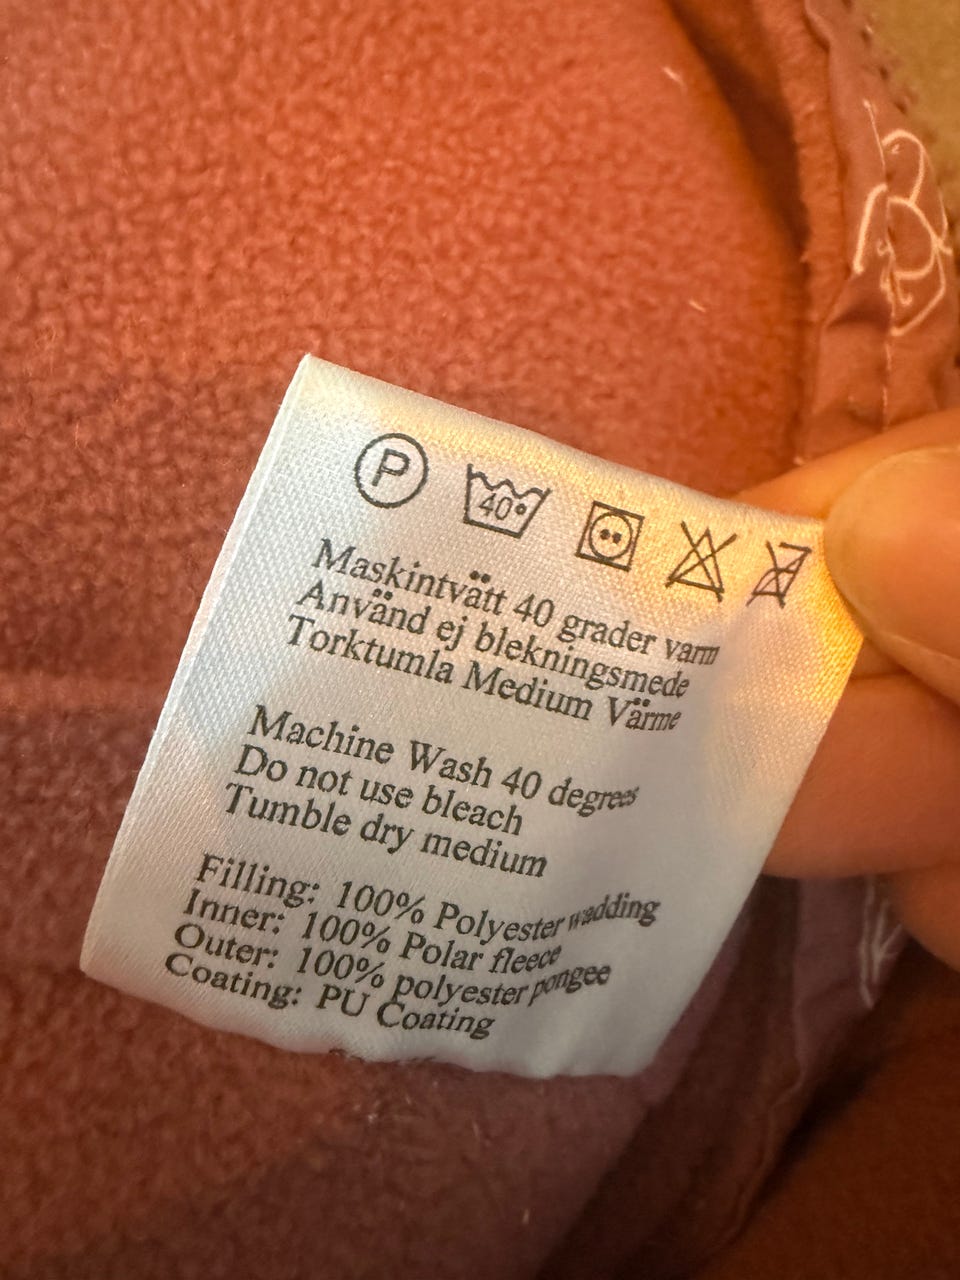 P
40°
Maskintvätt 40 grader varm
Använd ej blekningsmede
Torktumla Medium Värme
Machine Wash 40 degrees
Do not use bleach
Tumble dry medium
Filling: 100% Polyester wadding
Inner: 100% Polar fleece
Outer: 100% polyester pongee
Coating: PU Coating